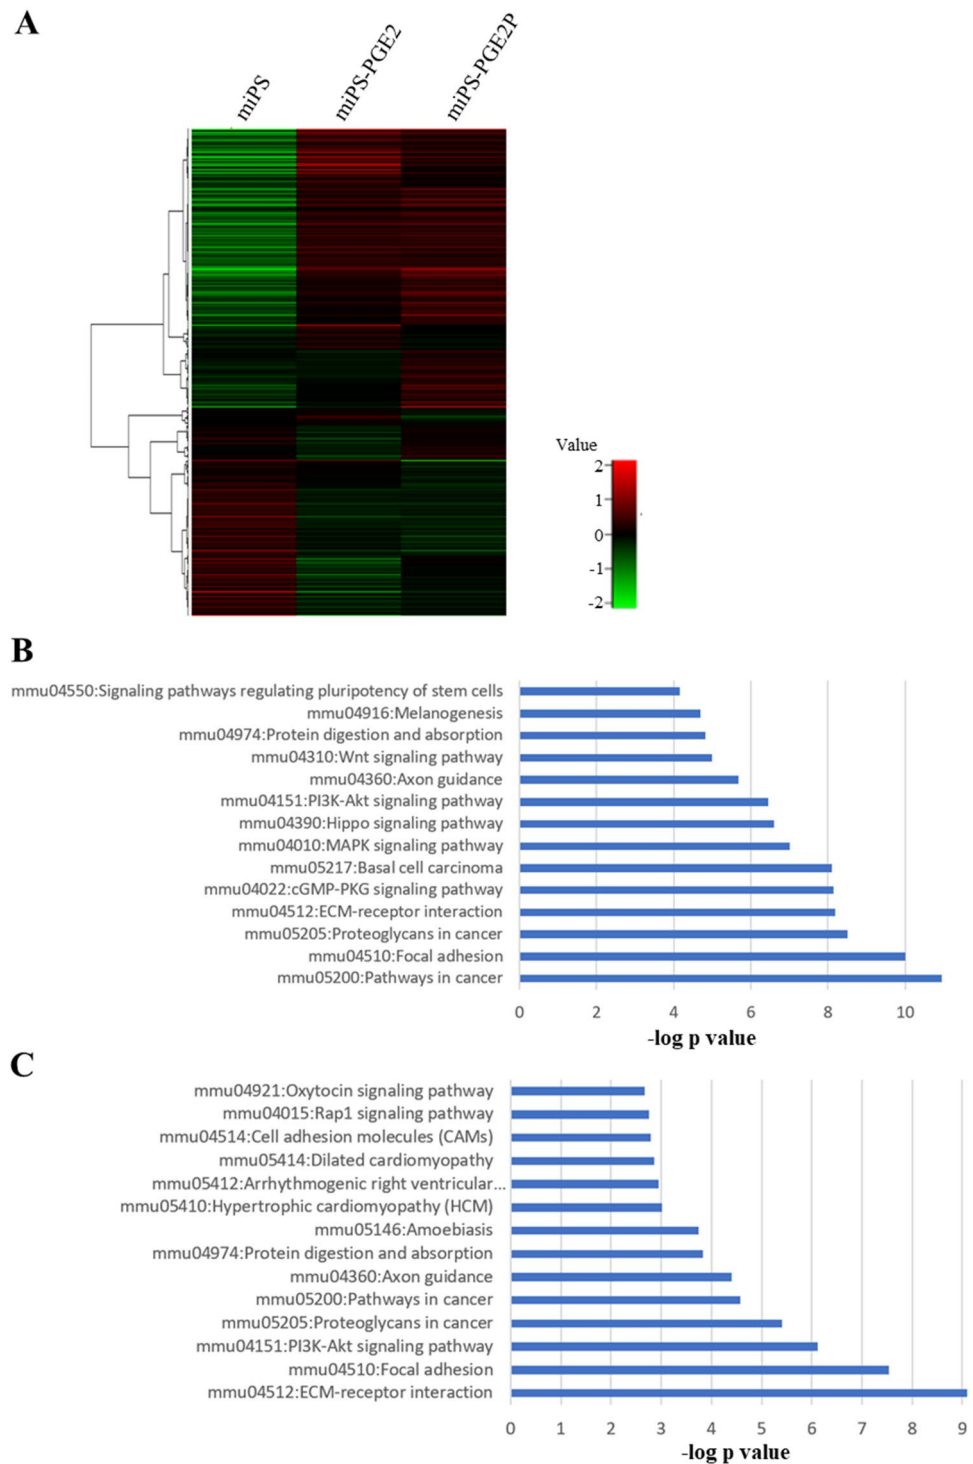 A
miPS
miPS-PGE2
miPS-PGE2P
Value
2
1
0
-1
-2
B
mmu04550:Signaling pathways regulating pluripotency of stem cells
mmu04916:Melanogenesis
mmu04974:Protein digestion and absorption
mmu04310:Wnt signaling pathway
mmu04360:Axon guidance
mmu04151:PI3K-Akt signaling pathway
mmu04390:Hippo signaling pathway
mmu04010:MAPK signaling pathway
mmu05217:Basal cell carcinoma
mmu04022:cGMP-PKG signaling pathway
mmu04512:ECM-receptor interaction
mmu05205:Proteoglycans in cancer
mmu04510:Focal adhesion
mmu05200:Pathways in cancer
0 2 4 6 8 10
-log p value
C
mmu04921:Oxytocin signaling pathway
mmu04015:Rap1 signaling pathway
mmu04514:Cell adhesion molecules (CAMs)
mmu05414:Dilated cardiomyopathy
mmu05412:Arrhythmogenic right ventricular...
mmu05410:Hypertrophic cardiomyopathy (HCM)
mmu05146:Amoebiasis
mmu04974:Protein digestion and absorption
mmu04360:Axon guidance
mmu05200:Pathways in cancer
mmu05205:Proteoglycans in cancer
mmu04151:PI3K-Akt signaling pathway
mmu04510:Focal adhesion
mmu04512:ECM-receptor interaction
0 1 2 3 4 5 6 7 8 9
-log p value